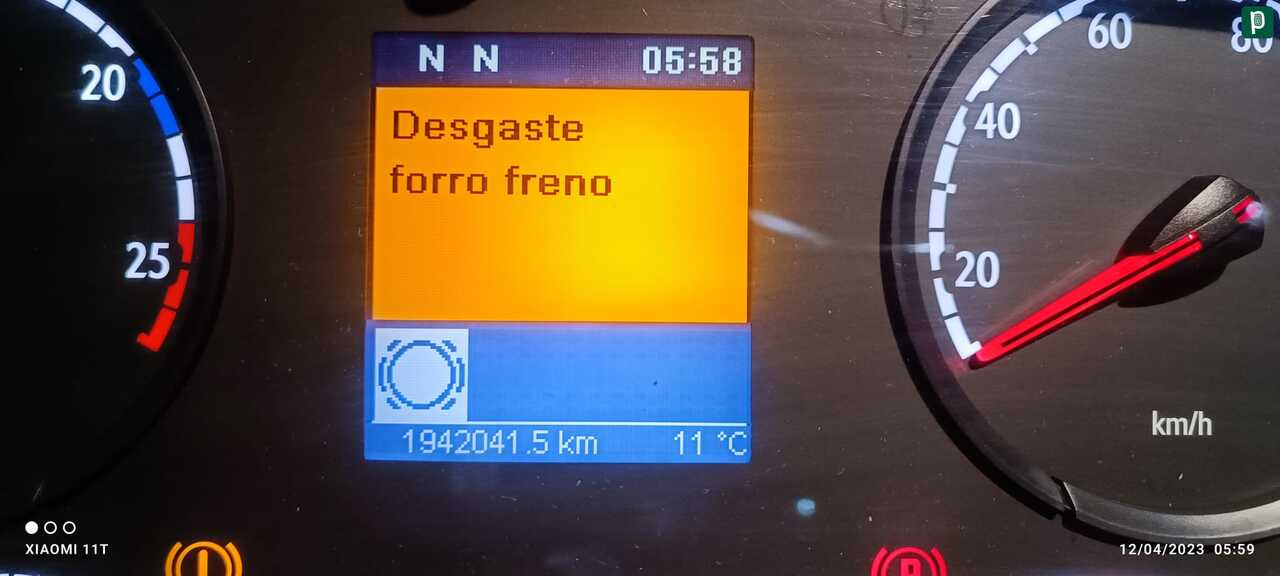 N N 05:58
Desgaste
forro freno
1942041.5 km 11 °C
20
25
20
40
60
80
km/h
P
XIAOMI 11T
12/04/2023 05:59
p